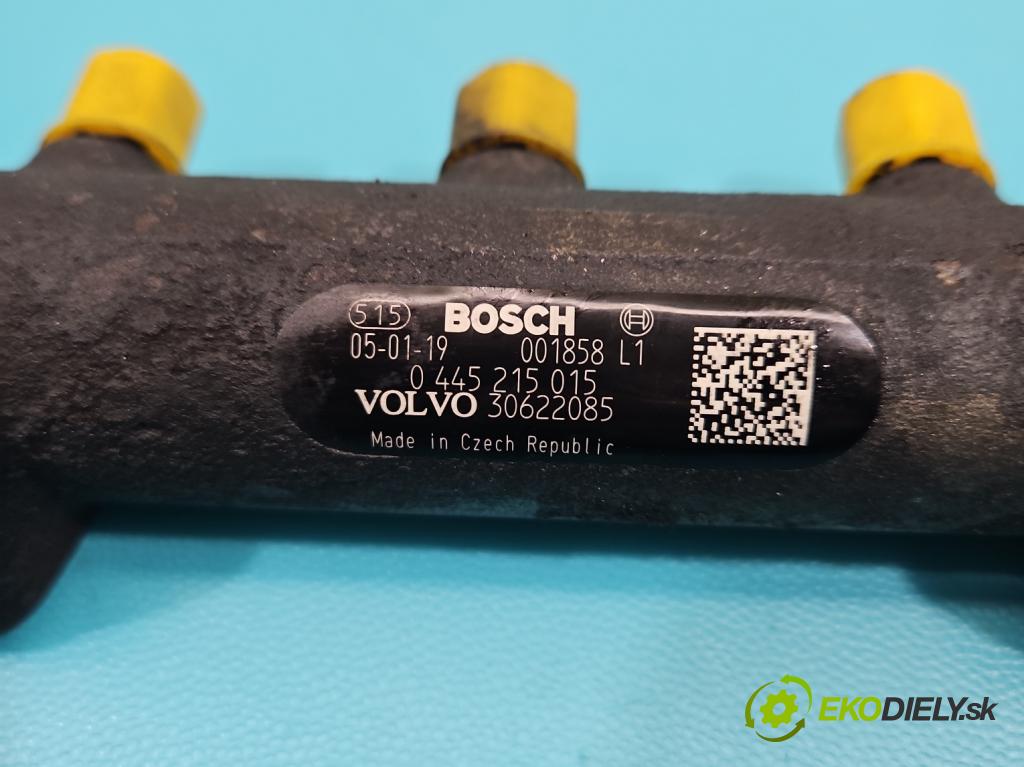 515 BOSCH
05-01-19 001858 L1
0 445 215 015
VOLVO 30622085
Made in Czech Republic
EKODIELY.sk